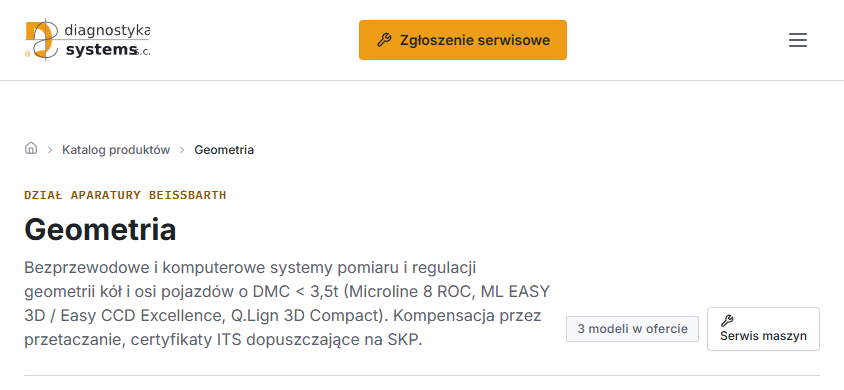 diagnostyka
systems s.c.
Zgłoszenie serwisowe
Katalog produktów > Geometria
DZIAŁ APARATURY BEISSBARTH
Geometria
Bezprzewodowe i komputerowe systemy pomiaru i regulacji
geometrii kół i osi pojazdów o DMC < 3,5t (Microline 8 ROC, ML EASY
3D / Easy CCD Excellence, Q.Lign 3D Compact). Kompensacja przez
przetaczanie, certyfikaty ITS dopuszczające na SKP.
3 modeli w ofercie
Serwis maszyn